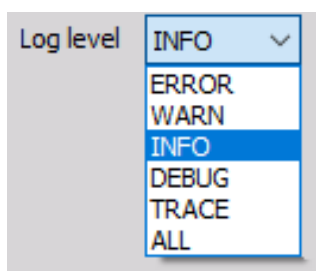 Log level INFO
ERROR
WARN
INFO
DEBUG
TRACE
ALL